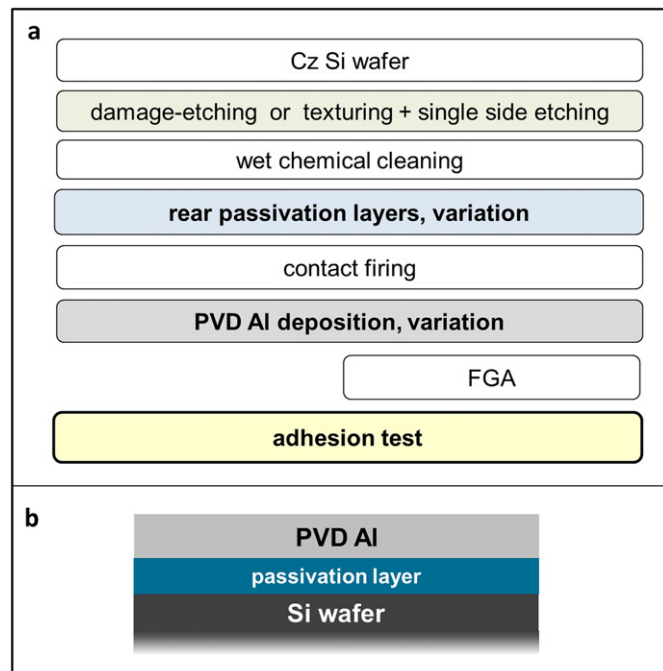 a
Cz Si wafer
damage-etching or texturing + single side etching
wet chemical cleaning
rear passivation layers, variation
contact firing
PVD Al deposition, variation
FGA
adhesion test
b
PVD Al
passivation layer
Si wafer